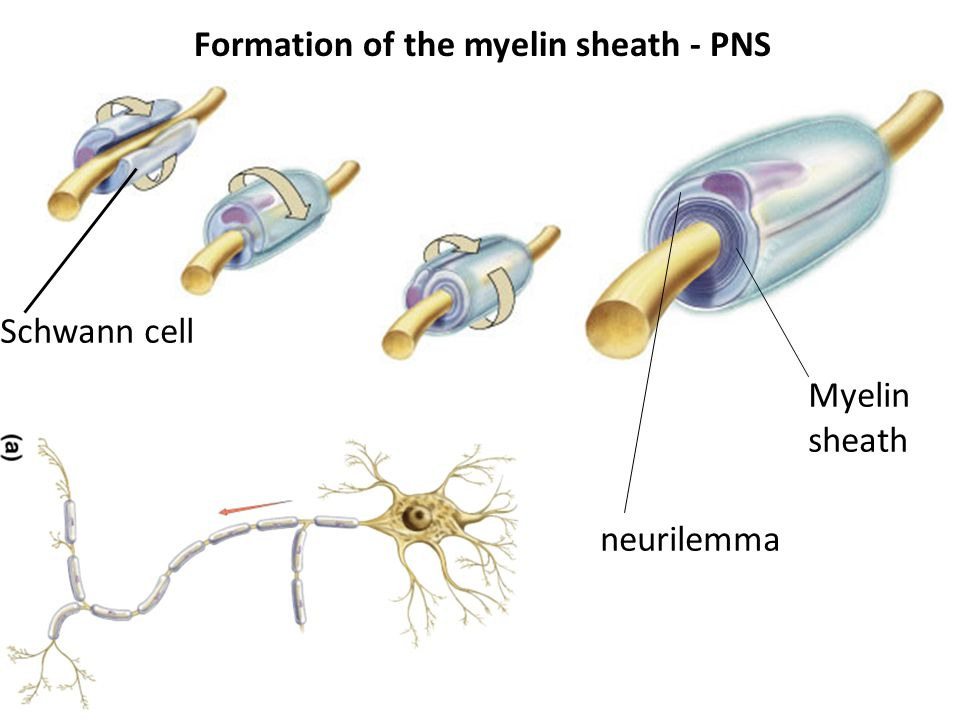 Formation of the myelin sheath - PNS
Schwann cell
Myelin
sheath
(a)
neurilemma